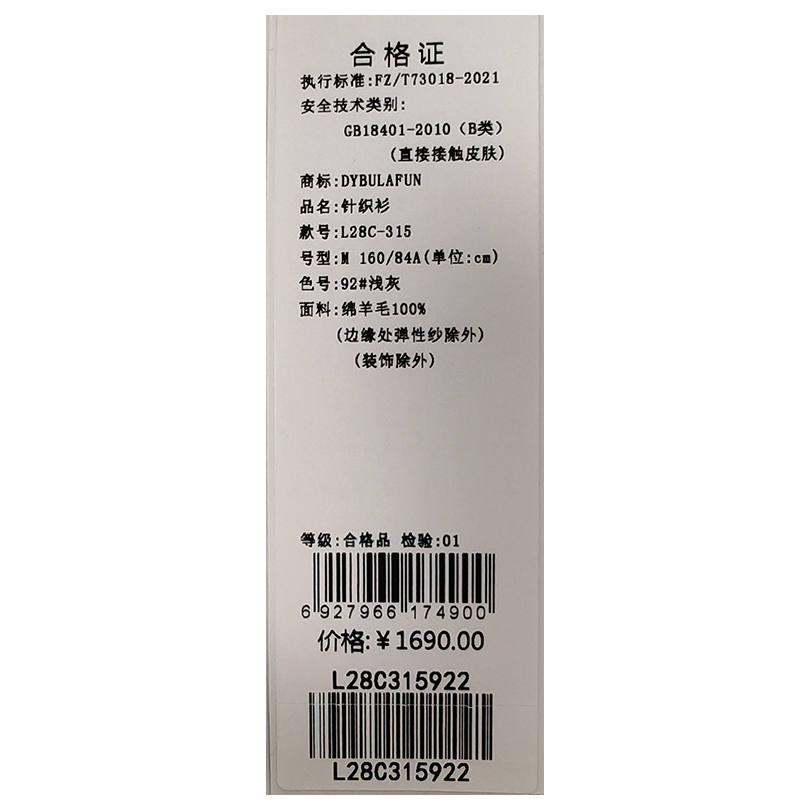 合格证
执行标准:FZ/T73018-2021
安全技术类别:
GB18401-2010 (B类)
(直接接触皮肤)
商标:DYBULAFUN
品名:针织衫
款号:L28C-315
号型:M 160/84A(单位:cm)
色号:92#浅灰
面料:绵羊毛100%
(边缘处弹性纱除外)
(装饰除外)
等级:合格品 检验:01
6 927966 174900
价格:￥1690.00
L28C315922
L28C315922